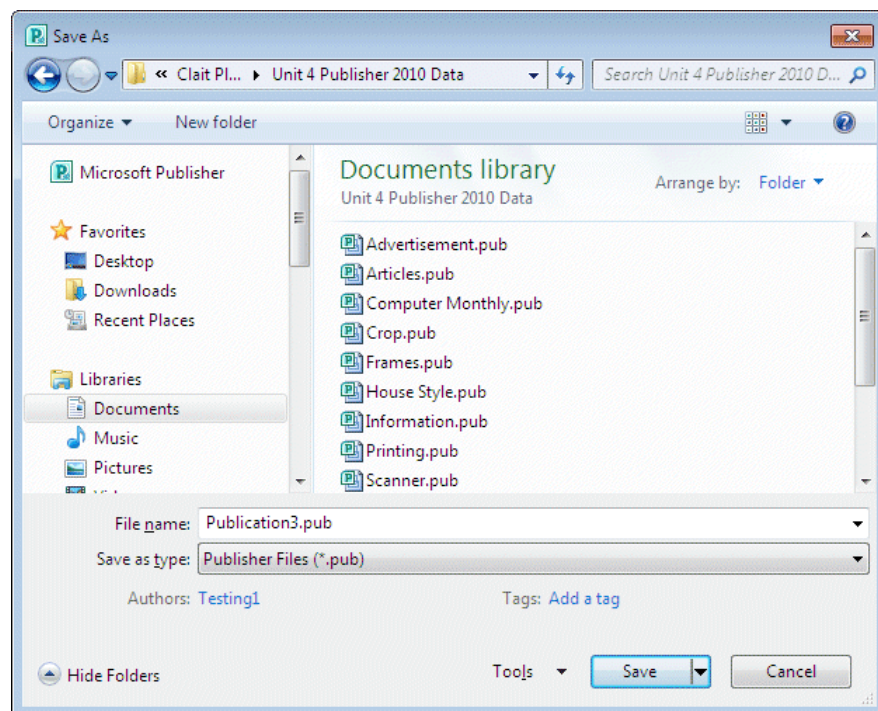 Save As
« Clait Pl... Unit 4 Publisher 2010 Data
Search Unit 4 Publisher 2010 D...
Organize New folder
Microsoft Publisher
Favorites
Desktop
Downloads
Recent Places
Libraries
Documents
Music
Pictures
Documents library
Unit 4 Publisher 2010 Data
Arrange by: Folder
Advertisement.pub
Articles.pub
Computer Monthly.pub
Crop.pub
Frames.pub
House Style.pub
Information.pub
Printing.pub
Scanner.pub
File name: Publication3.pub
Save as type: Publisher Files (*.pub)
Authors: Testing1 Tags: Add a tag
Hide Folders Tools Save Cancel